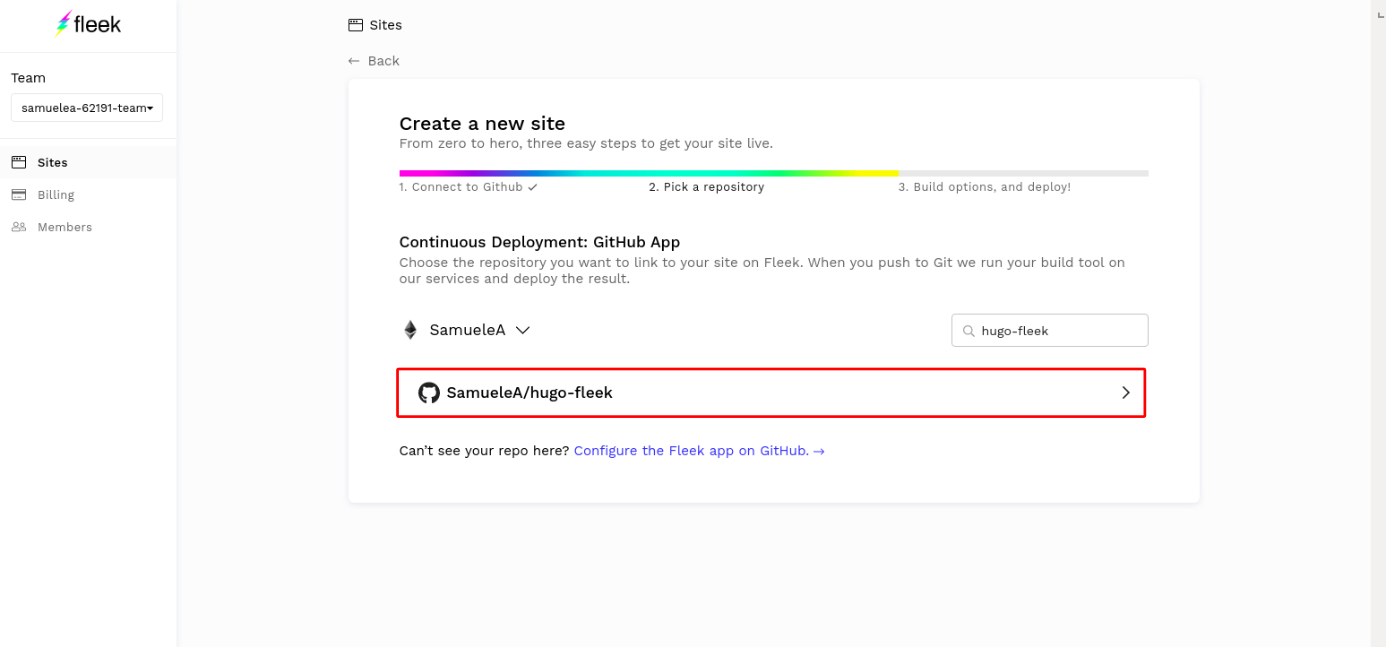 fleek
Team
samuelea-62191-team
Sites
Billing
Members
Sites
← Back
Create a new site
From zero to hero, three easy steps to get your site live.
1. Connect to Github ✓
2. Pick a repository
3. Build options, and deploy!
Continuous Deployment: GitHub App
Choose the repository you want to link to your site on Fleek. When you push to Git we run your build tool on
our services and deploy the result.
SamueleA
hugo-fleek
SamueleA/hugo-fleek
Can’t see your repo here? Configure the Fleek app on GitHub. →